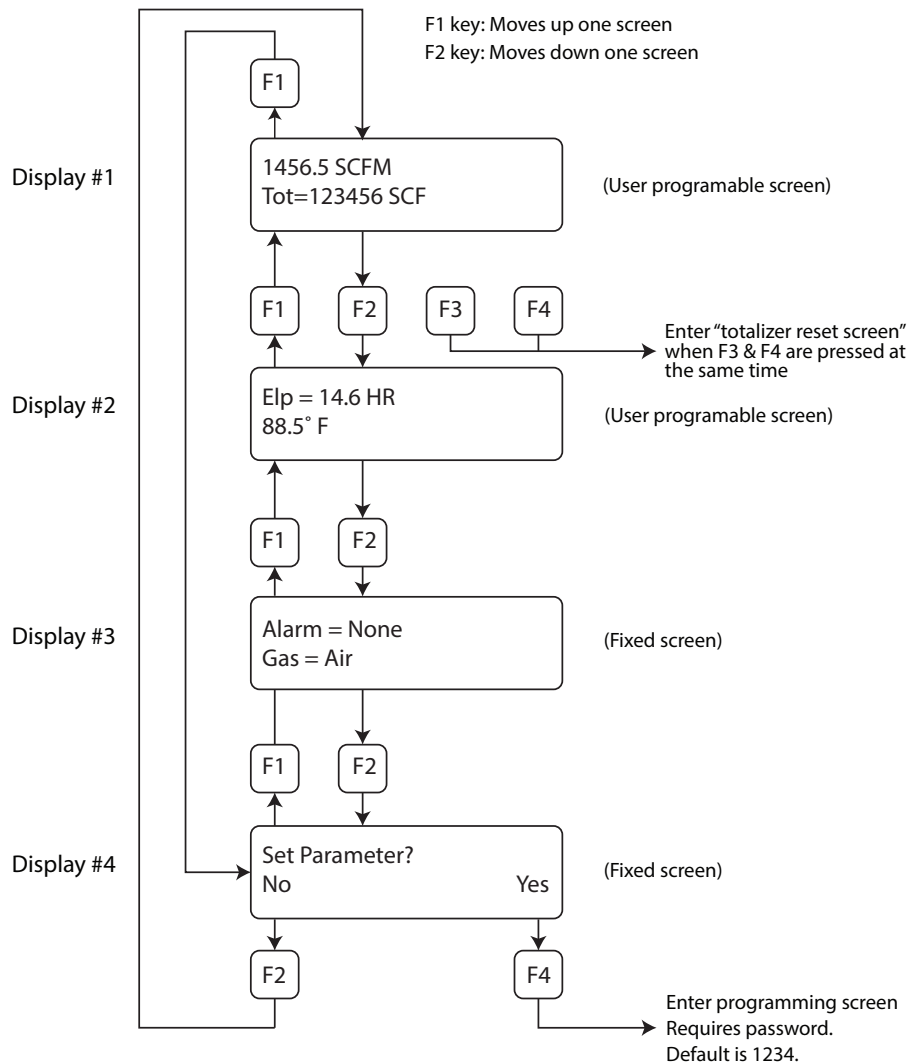 F1 key: Moves up one screen
F2 key: Moves down one screen
F1
Display #1
1456.5 SCFM
Tot=123456 SCF
(User programable screen)
F1
F2
F3
F4
Enter “totalizer reset screen”
when F3 & F4 are pressed at
the same time
Display #2
Elp = 14.6 HR
88.5° F
(User programable screen)
F1
F2
Display #3
Alarm = None
Gas = Air
(Fixed screen)
F1
F2
Display #4
Set Parameter?
No Yes
(Fixed screen)
F2
F4
Enter programming screen
Requires password.
Default is 1234.